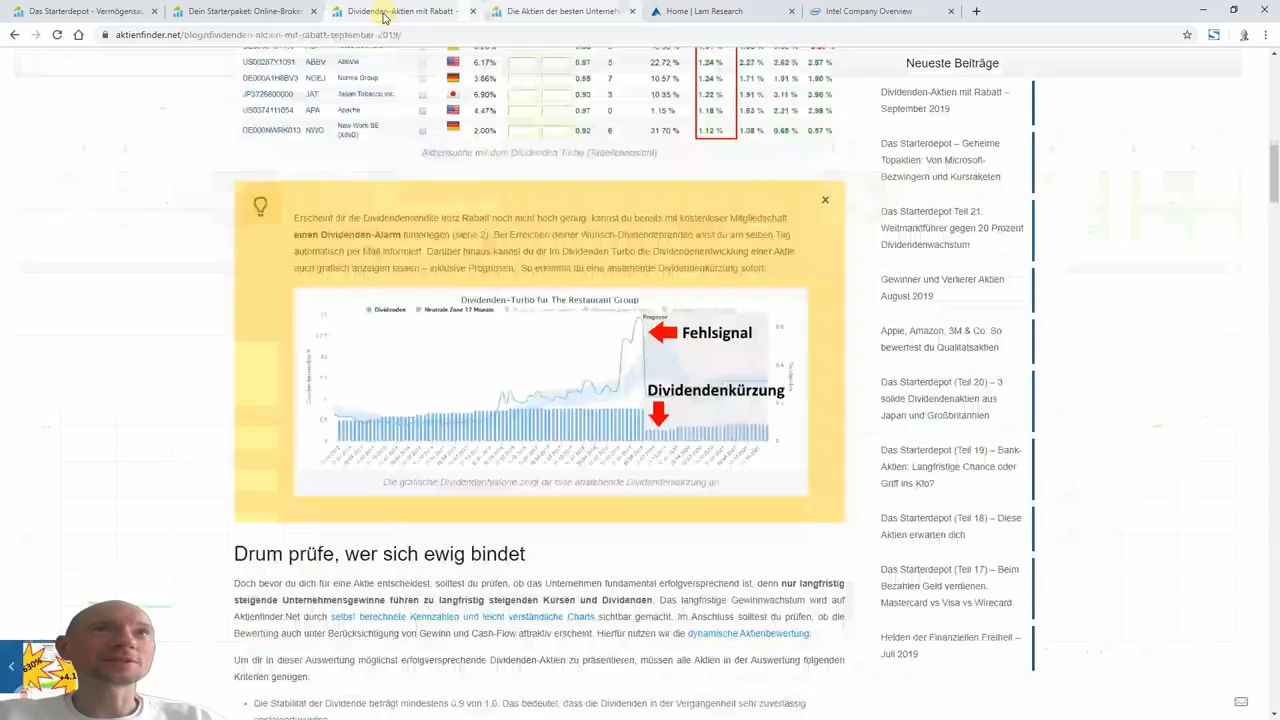 Das Starterpaket - Vermögensau
Dein Starterpaket: Online-Broker
Dividenden-Aktien mit Rabatt -
Die Aktien der besten Unterneh
Home | Lam Research
Intel Company Overview
aktienfinder.net/blog/dividenden-aktien-mit-rabatt-september-2019/
US00287Y1091 ABBV AbbVie 6.17% 0.97 5 22.72 % 1.24 % 2.27 % 2.62 % 2.57 %
DE000A1H8BV3 NOEJ Norma Group 3.86% 0.95 7 10.57 % 1.24 % 1.71 % 1.91 % 1.80 %
JP3726800000 JAT Japan Tobacco Inc. 6.90% 0.93 3 10.35 % 1.22 % 1.91 % 3.11 % 3.90 %
US0374111054 APA Apache 4.47% 0.97 0 1.15 % 1.18 % 1.63 % 2.21 % 2.98 %
DE000NWRK013 NWO New Work SE (XING) 2.00% 0.92 6 31.70 % 1.12 % 1.08 % 0.65 % 0.57 %
Aktiensuche mit dem Dividenden Turbo (Tabellenansicht)
x
Erscheint dir die Dividendenrendite trotz Rabatt noch nicht hoch genug, kannst du bereits mit kostenloser Mitgliedschaft
einen Dividenden-Alarm hinterlegen (siehe 2). Bei Erreichen deiner Wunsch-Dividendenrendite wirst du am selben Tag
automatisch per Mail informiert. Darüber hinaus kannst du im Dividenden Turbo die Dividendenentwicklung einer Aktie
auch grafisch anzeigen lassen – inklusive Prognosen. So erkennst du eine anstehende Dividendenkürzung sofort:
Dividenden-Turbo für The Restaurant Group
Dividenden
Neutrale Zone 12 Monate
Prognose
Fehlsignal
Dividendenkürzung
Die grafische Dividendenhistorie zeigt dir eine anstehende Dividendenkürzung an
Drum prüfe, wer sich ewig bindet
Doch bevor du dich für eine Aktie entscheidest, solltest du prüfen, ob das Unternehmen fundamental erfolgversprechend ist, denn nur langfristig
steigende Unternehmensgewinne führen zu langfristig steigenden Kursen und Dividenden. Das langfristige Gewinnwachstum wird auf
Aktienfinder.Net durch selbst berechnete Kennzahlen und leicht verständliche Charts sichtbar gemacht. Im Anschluss solltest du prüfen, ob die
Bewertung auch unter Berücksichtigung von Gewinn und Cash-Flow attraktiv erscheint. Hierfür nutzen wir die dynamische Aktienbewertung.
Um dir in dieser Auswertung möglichst erfolgversprechende Dividenden-Aktien zu präsentieren, müssen alle Aktien in der Auswertung folgenden
Kriterien genügen.
Die Stabilität der Dividende beträgt mindestens 0,9 von 1,0. Das bedeutet, dass die Dividenden in der Vergangenheit sehr zuverlässig
Neueste Beiträge
Dividenden-Aktien mit Rabatt –
September 2019
Das Starterdepot – Geheime
Topaktien: Von Microsoft-
Bezwingern und Kursraketen
Das Starterdepot Teil 21:
Weltmarktführer gegen 20 Prozent
Dividendenwachstum
Gewinner und Verlierer Aktien
August 2019
Apple, Amazon, 3M & Co: So
bewertest du Qualitätsaktien
Das Starterdepot (Teil 20) – 3
solide Dividendenaktien aus
Japan und Großbritannien
Das Starterdepot (Teil 19) – Bank-
Aktien: Langfristige Chance oder
Griff ins Klo?
Das Starterdepot (Teil 18) – Diese
Aktien erwarten dich
Das Starterdepot (Teil 17) – Beim
Bezahlen Geld verdienen.
Mastercard vs Visa vs Wirecard
Helden der Finanziellen Freiheit –
Juli 2019